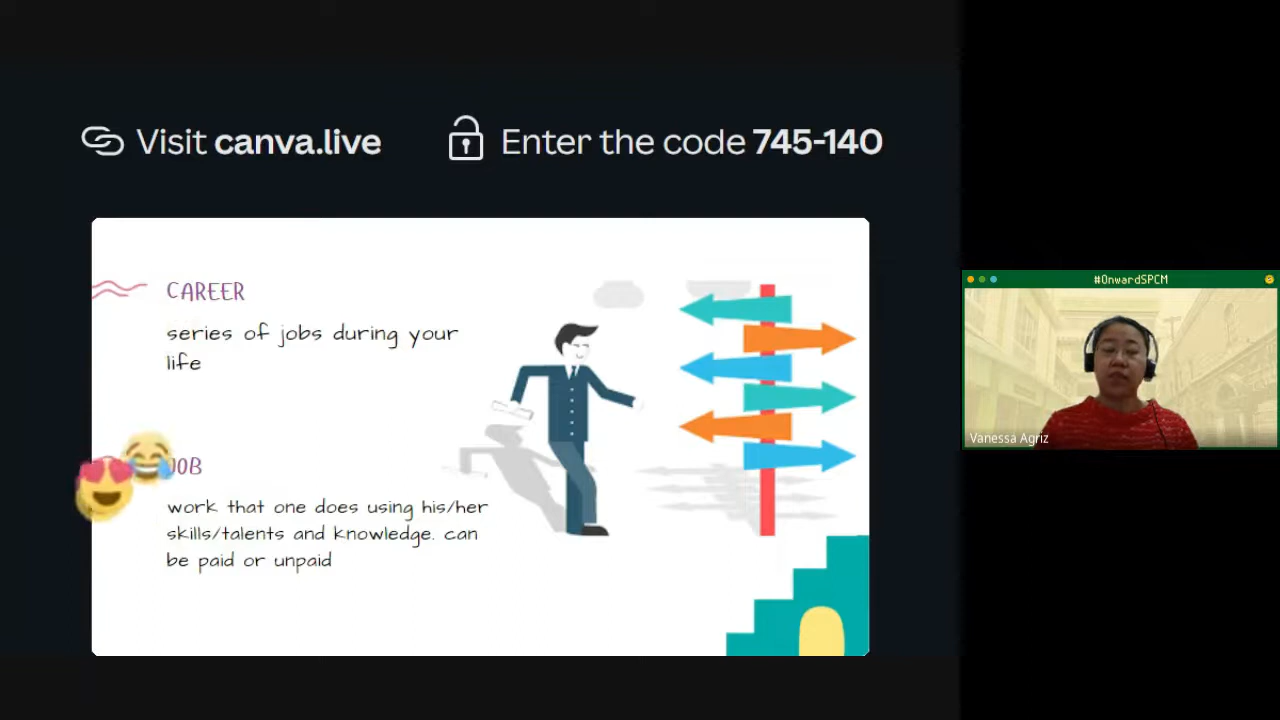 Visit canva.live
Enter the code 745-140
CAREER
series of jobs during your
life
JOB
work that one does using his/her
skills/talents and knowledge. can
be paid or unpaid
#OnwardSPCM
Vanessa Agriz